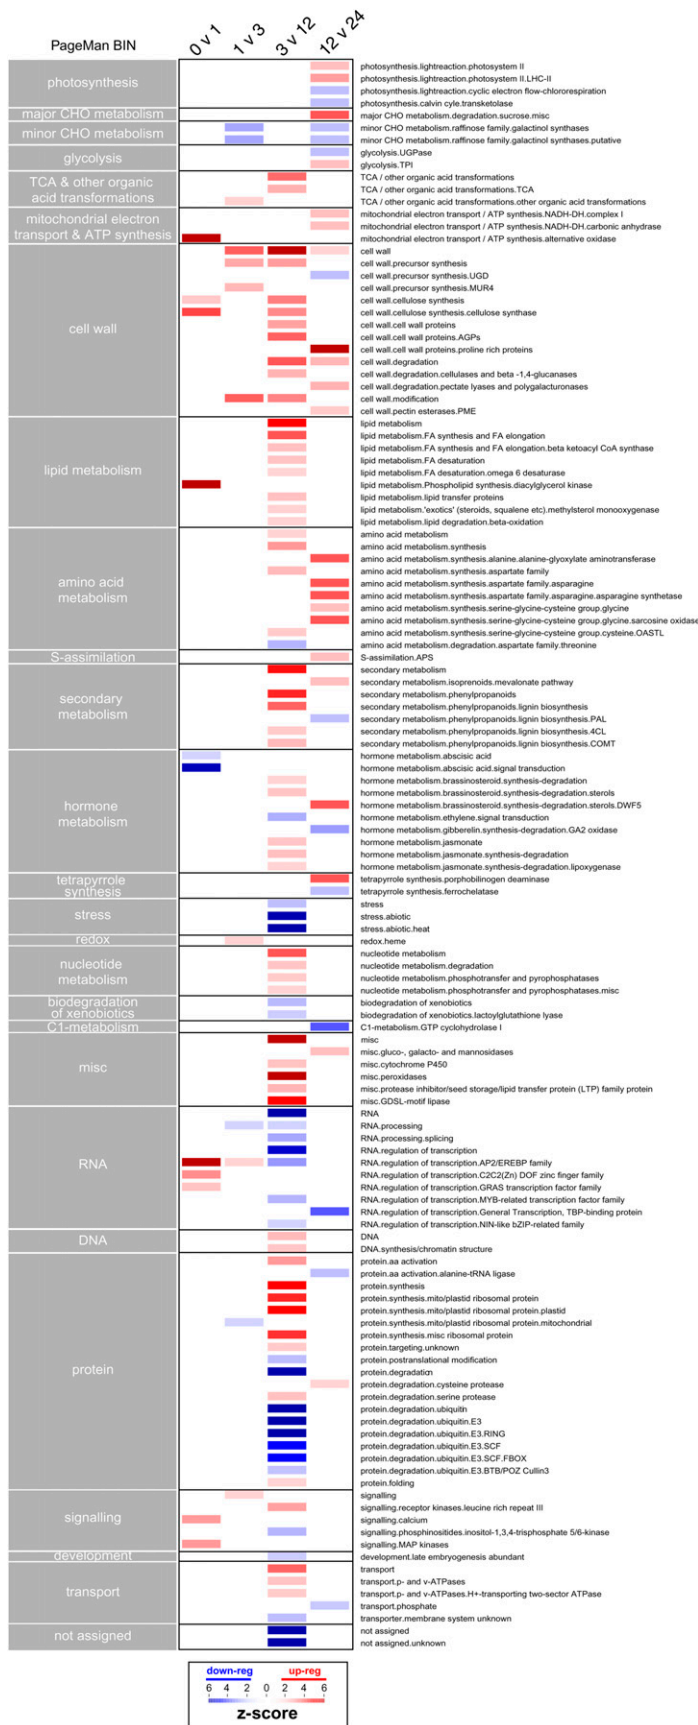 PageMan BIN
0 v 1
1 v 3
3 v 12
12 v 24
photosynthesis
photosynthesis.lightreaction.photosystem II
photosynthesis.lightreaction.photosystem II.LHC-II
photosynthesis.lightreaction.cyclic electron flow-chlororespiration
photosynthesis.calvin cyle.transketolase
major CHO metabolism
major CHO metabolism.degradation.sucrose.misc
minor CHO metabolism
minor CHO metabolism.raffinose family.galactinol synthases
minor CHO metabolism.raffinose family.galactinol synthases.putative
glycolysis
glycolysis.UGPase
glycolysis.TPI
TCA & other organic
acid transformations
TCA / other organic acid transformations
TCA / other organic acid transformations.TCA
TCA / other organic acid transformations.other organic acid transformations
mitochondrial electron
transport & ATP synthesis
mitochondrial electron transport / ATP synthesis.NADH-DH.complex I
mitochondrial electron transport / ATP synthesis.NADH-DH.carbonic anhydrase
mitochondrial electron transport / ATP synthesis.alternative oxidase
cell wall
cell wall
cell wall.precursor synthesis
cell wall.precursor synthesis.UGD
cell wall.precursor synthesis.MUR4
cell wall.cellulose synthesis
cell wall.cellulose synthesis.cellulose synthase
cell wall.cell wall proteins
cell wall.cell wall proteins.AGPs
cell wall.cell wall proteins.proline rich proteins
cell wall.degradation
cell wall.degradation.cellulases and beta -1,4-glucanases
cell wall.degradation.pectate lyases and polygalacturonases
cell wall.modification
cell wall.pectin esterases.PME
lipid metabolism
lipid metabolism
lipid metabolism.FA synthesis and FA elongation
lipid metabolism.FA synthesis and FA elongation.beta ketoacyl CoA synthase
lipid metabolism.FA desaturation
lipid metabolism.FA desaturation.omega 6 desaturase
lipid metabolism.Phospholipid synthesis.diacylglycerol kinase
lipid metabolism.lipid transfer proteins
lipid metabolism.'exotics' (steroids, squalene etc).methylsterol monooxygenase
lipid metabolism.lipid degradation.beta-oxidation
amino acid
metabolism
amino acid metabolism
amino acid metabolism.synthesis
amino acid metabolism.synthesis.alanine.alanine-glyoxylate aminotransferase
amino acid metabolism.synthesis.aspartate family
amino acid metabolism.synthesis.aspartate family.asparagine
amino acid metabolism.synthesis.aspartate family.asparagine.asparagine synthetase
amino acid metabolism.synthesis.serine-glycine-cysteine group.glycine
amino acid metabolism.synthesis.serine-glycine-cysteine group.glycine.sarcosine oxidase
amino acid metabolism.synthesis.serine-glycine-cysteine group.cysteine.OASTL
amino acid metabolism.degradation.aspartate family.threonine
S-assimilation
S-assimilation.APS
secondary
metabolism
secondary metabolism
secondary metabolism.isoprenoids.mevalonate pathway
secondary metabolism.phenylpropanoids
secondary metabolism.phenylpropanoids.lignin biosynthesis
secondary metabolism.phenylpropanoids.lignin biosynthesis.PAL
secondary metabolism.phenylpropanoids.lignin biosynthesis.4CL
secondary metabolism.phenylpropanoids.lignin biosynthesis.COMT
hormone
metabolism
hormone metabolism.abscisic acid
hormone metabolism.abscisic acid.signal transduction
hormone metabolism.brassinosteroid.synthesis-degradation
hormone metabolism.brassinosteroid.synthesis-degradation.sterols
hormone metabolism.brassinosteroid.synthesis-degradation.sterols.DWF5
hormone metabolism.ethylene.signal transduction
hormone metabolism.gibberelin.synthesis-degradation.GA2 oxidase
hormone metabolism.jasmonate
hormone metabolism.jasmonate.synthesis-degradation
hormone metabolism.jasmonate.synthesis-degradation.lipoxygenase
tetrapyrrole
synthesis
tetrapyrrole synthesis.porphobilinogen deaminase
tetrapyrrole synthesis.ferrochelatase
stress
stress
stress.abiotic
stress.abiotic.heat
redox
redox.heme
nucleotide
metabolism
nucleotide metabolism
nucleotide metabolism.degradation
nucleotide metabolism.phosphotransfer and pyrophosphatases
nucleotide metabolism.phosphotransfer and pyrophosphatases.misc
biodegradation
of xenobiotics
biodegradation of xenobiotics
biodegradation of xenobiotics.lactoylglutathione lyase
C1-metabolism
C1-metabolism.GTP cyclohydrolase I
misc
misc
misc.gluco-, galacto- and mannosidases
misc.cytochrome P450
misc.peroxidases
misc.protease inhibitor/seed storage/lipid transfer protein (LTP) family protein
misc.GDSL-motif lipase
RNA
RNA
RNA.processing
RNA.processing.splicing
RNA.regulation of transcription
RNA.regulation of transcription.AP2/EREBP family
RNA.regulation of transcription.C2C2(Zn) DOF zinc finger family
RNA.regulation of transcription.GRAS transcription factor family
RNA.regulation of transcription.MYB-related transcription factor family
RNA.regulation of transcription.General Transcription, TBP-binding protein
RNA.regulation of transcription.NIN-like bZIP-related family
DNA
DNA
DNA.synthesis/chromatin structure
protein
protein.aa activation
protein.aa activation.alanine-tRNA ligase
protein.synthesis
protein.synthesis.mito/plastid ribosomal protein
protein.synthesis.mito/plastid ribosomal protein.plastid
protein.synthesis.mito/plastid ribosomal protein.mitochondrial
protein.synthesis.misc ribosomal protein
protein.targeting.unknown
protein.postranslational modification
protein.degradation
protein.degradation.cysteine protease
protein.degradation.serine protease
protein.degradation.ubiquitin
protein.degradation.ubiquitin.E3
protein.degradation.ubiquitin.E3.RING
protein.degradation.ubiquitin.E3.SCF
protein.degradation.ubiquitin.E3.SCF.FBOX
protein.degradation.ubiquitin.E3.BTB/POZ Cullin3
protein.folding
signalling
signalling
signalling.receptor kinases.leucine rich repeat III
signalling.calcium
signalling.phosphinositides.inositol-1,3,4-trisphosphate 5/6-kinase
signalling.MAP kinases
development
development.late embryogenesis abundant
transport
transport
transport.p- and v-ATPases
transport.p- and v-ATPases.H+-transporting two-sector ATPase
transport.phosphate
transporter.membrane system unknown
not assigned
not assigned
not assigned.unknown
down-reg
up-reg
6 4 2 0 2 4 6
z-score